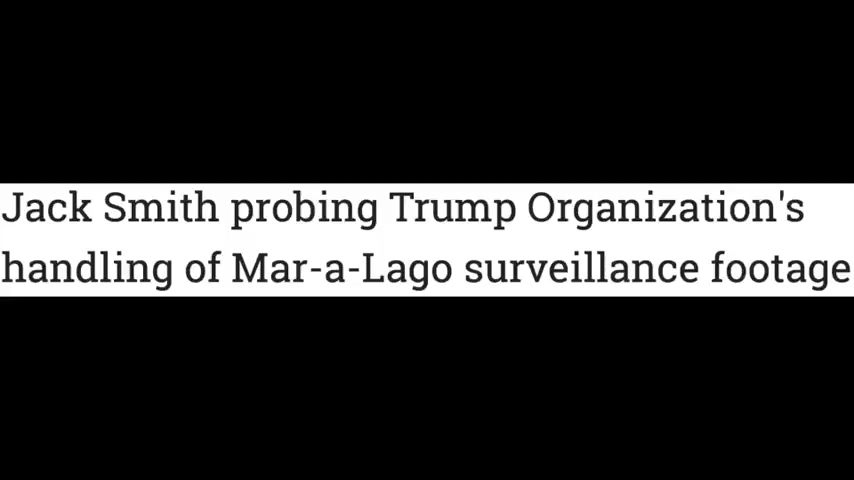 Jack Smith probing Trump Organization's
handling of Mar-a-Lago surveillance footage